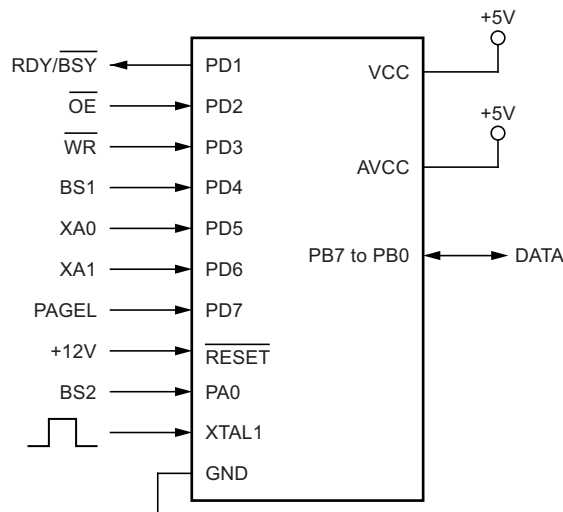 +5V
RDY/BSY PD1 VCC
OE PD2 +5V
WR PD3
BS1 PD4 AVCC
XA0 PD5
PB7 to PB0 DATA
XA1 PD6
PAGEL PD7
+12V RESET
BS2 PA0
XTAL1
GND